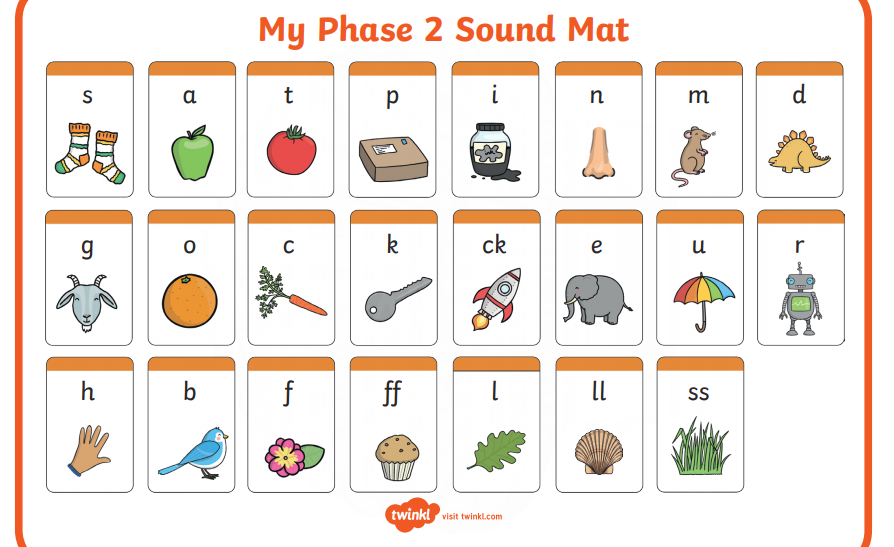 My Phase 2 Sound Mat
s a t p i n m d
g o c k ck e u r
h b f ff l ll ss
twinkl visit twinkl.com